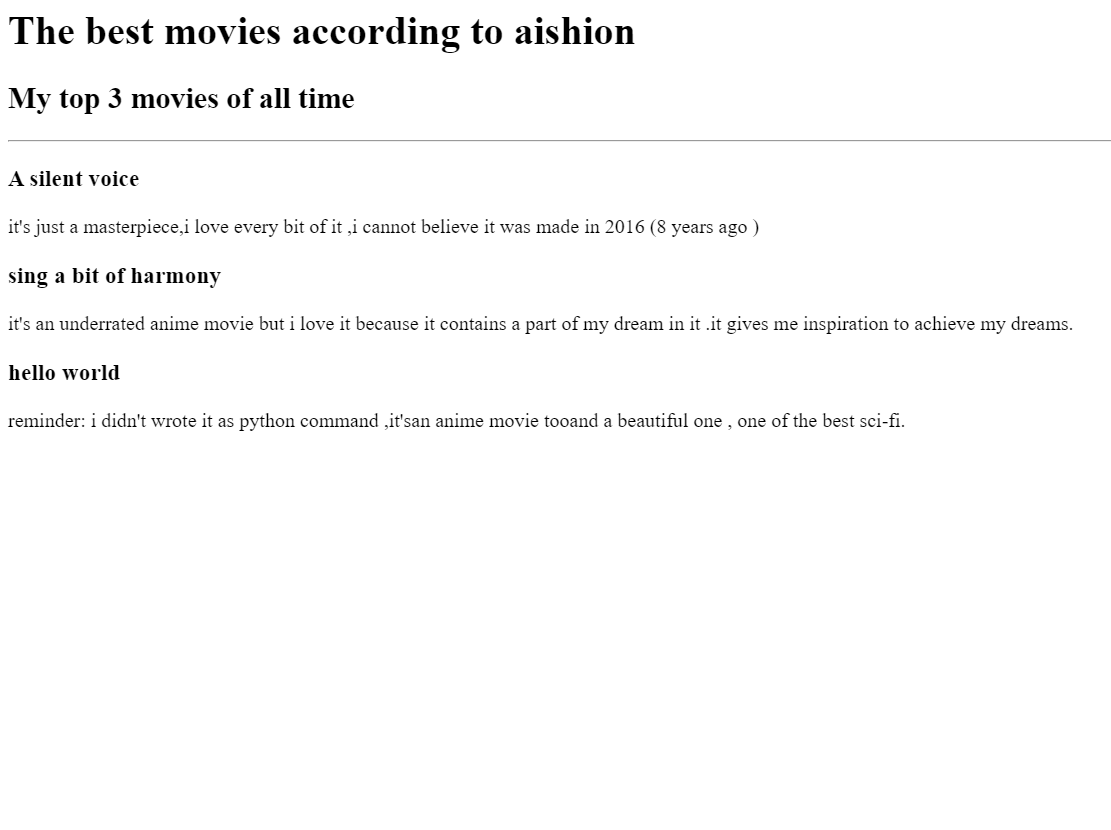 The best movies according to aishion
My top 3 movies of all time
A silent voice
it's just a masterpiece,i love every bit of it ,i cannot believe it was made in 2016 (8 years ago )
sing a bit of harmony
it's an underrated anime movie but i love it because it contains a part of my dream in it .it gives me inspiration to achieve my dreams.
hello world
reminder: i didn't wrote it as python command ,it'san anime movie tooand a beautiful one , one of the best sci-fi.